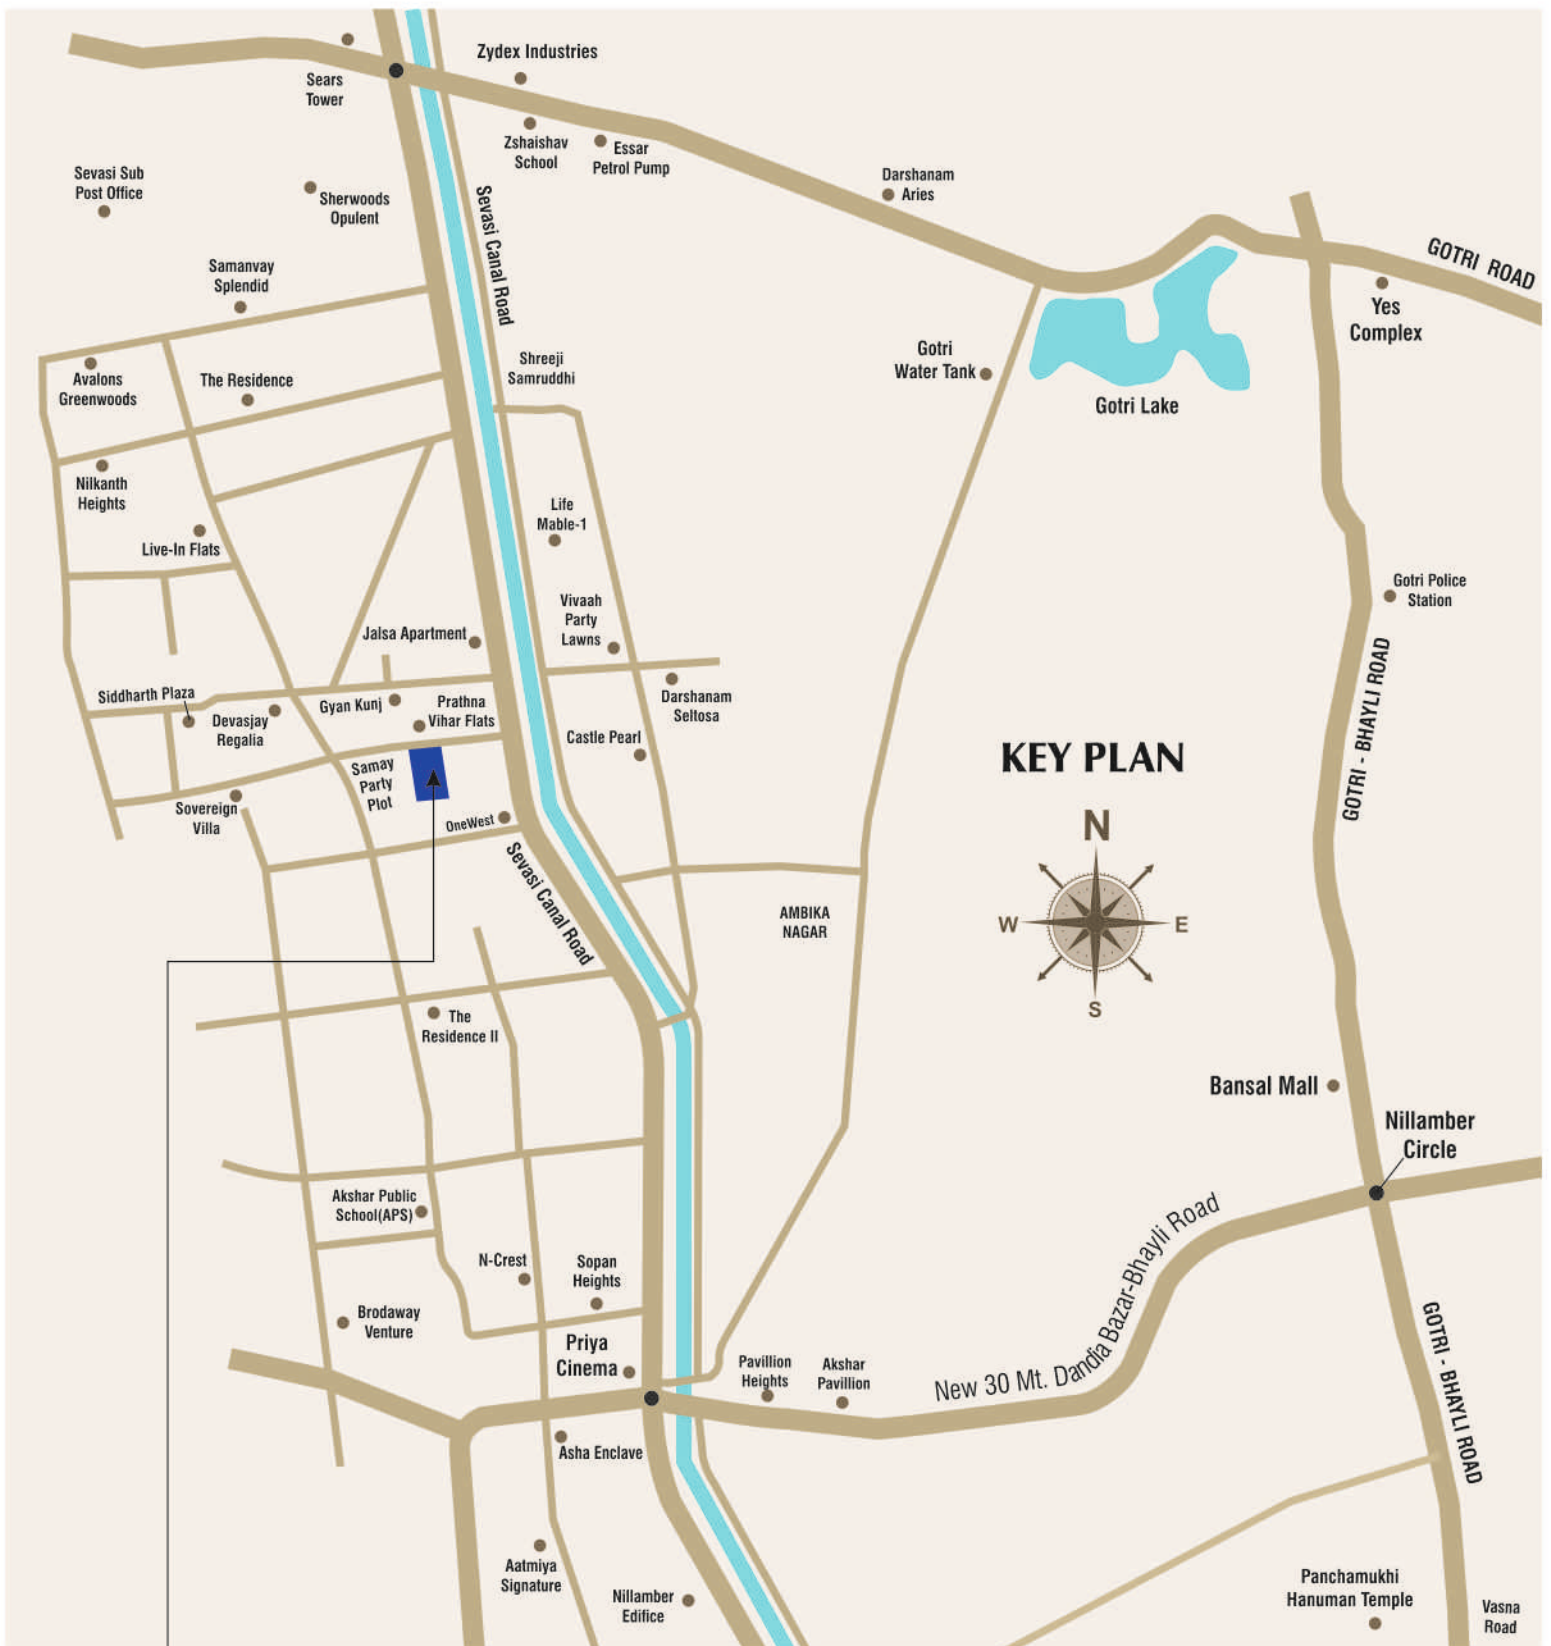 Zydex Industries
Sears
Tower
Zshaishav
School
Essar
Petrol Pump
Sevasi Sub
Post Office
Sherwoods
Opulent
Darshanam
Aries
Sevasi Canal Road
GOTRI ROAD
Samanvay
Splendid
Yes
Complex
Gotri
Water Tank
Gotri Lake
Shreeji
Samruddhi
Avalons
Greenwoods
The Residence
Nilkanth
Heights
Live-In Flats
Life
Mable-1
Vivaah
Party
Lawns
Gotri Police
Station
Jalsa Apartment
Siddharth Plaza
Devasjay
Regalia
Gyan Kunj
Prathna
Vihar Flats
Darshanam
Seltosa
Castle Pearl
GOTRI - BHAYLI ROAD
KEY PLAN
Samay
Party
Plot
Sovereign
Villa
OneWest
Sevasi Canal Road
N
W
E
S
AMBIKA
NAGAR
The
Residence II
Bansal Mall
Nillamber
Circle
Akshar Public
School(APS)
N-Crest
Sopan
Heights
Brodaway
Venture
Priya
Cinema
Pavillion
Heights
Akshar
Pavillion
New 30 Mt. Dandia Bazar-Bhayli Road
GOTRI - BHAYLI ROAD
Asha Enclave
Aatmiya
Signature
Nillamber
Edifice
Panchamukhi
Hanuman Temple
Vasna
Road